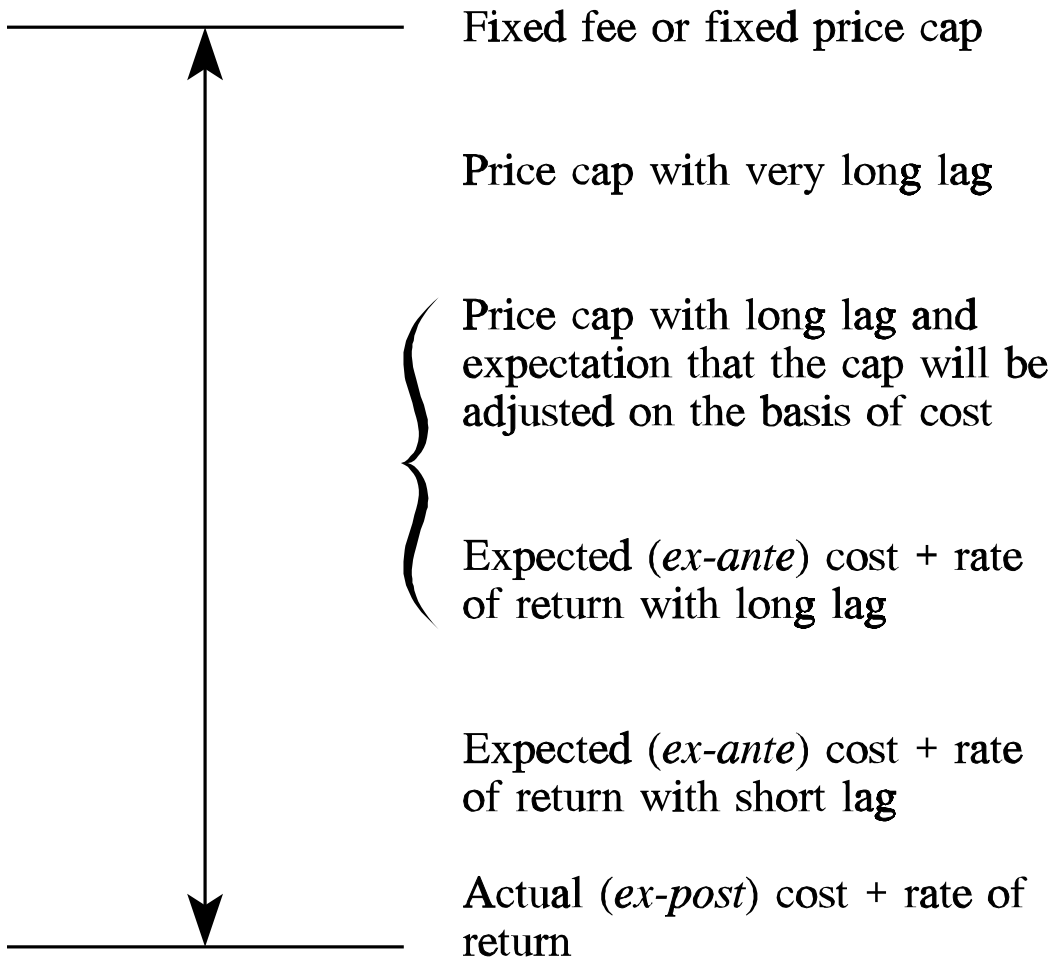 Fixed fee or fixed price cap
Price cap with very long lag
Price cap with long lag and
expectation that the cap will be
adjusted on the basis of cost
Expected (ex-ante) cost + rate
of return with long lag
Expected (ex-ante) cost + rate
of return with short lag
Actual (ex-post) cost + rate of
return